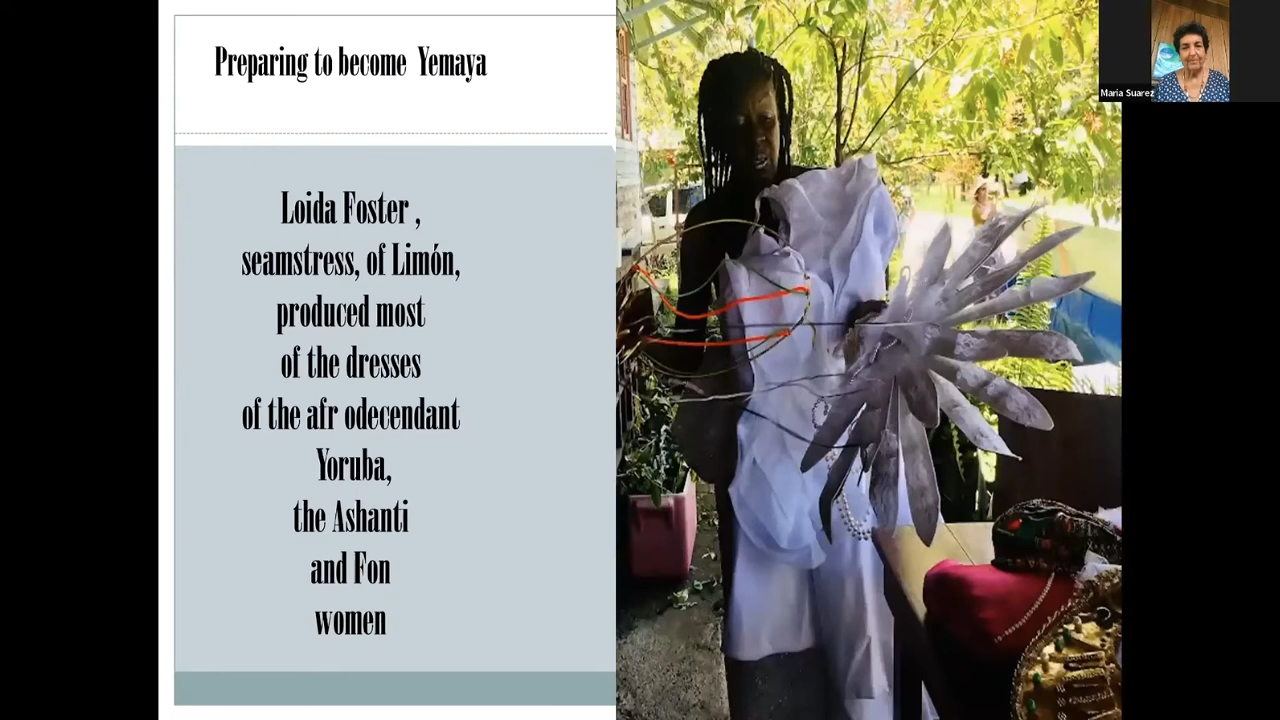 Preparing to become Yemaya
Loida Foster ,
seamstress, of Limón,
produced most
of the dresses
of the afr odecendant
Yoruba,
the Ashanti
and Fon
women
Maria Suarez